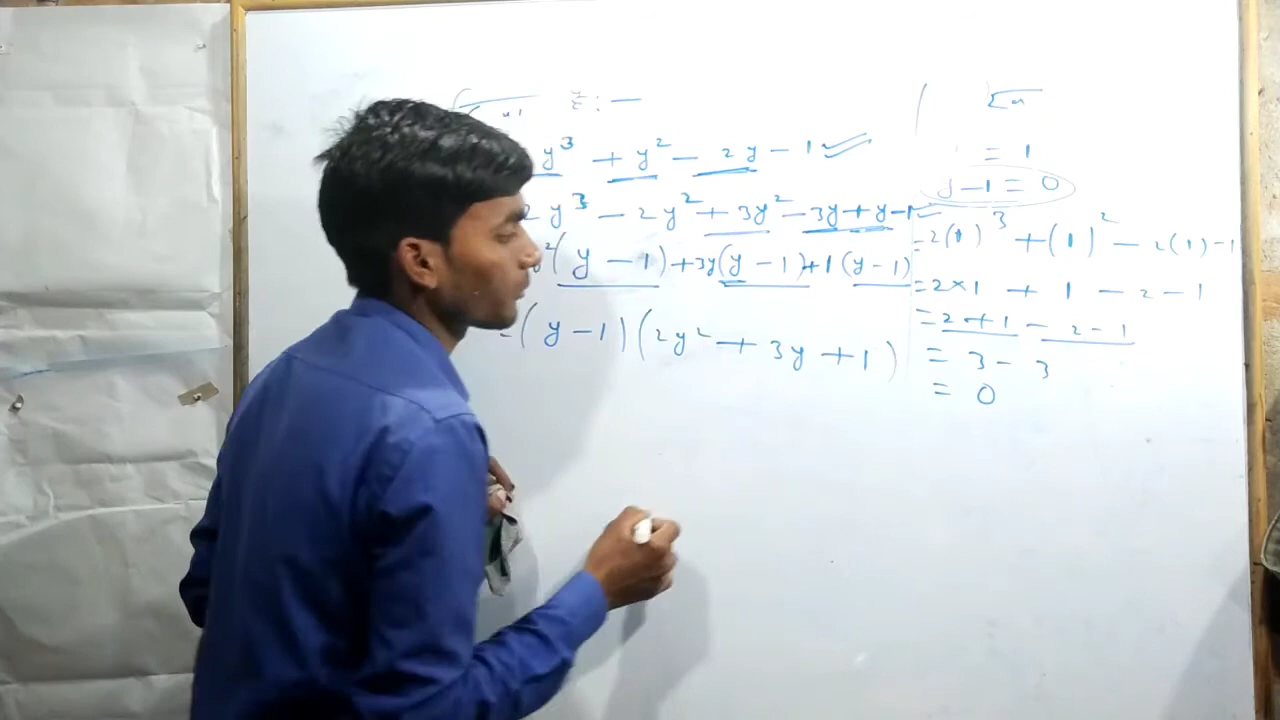 y³ + y² - 2y - 1
2y³ - 2y² + 3y² - 3y + y - 1
²(y - 1) + 3y(y - 1) + 1(y - 1)
= (y - 1)(2y² + 3y + 1)
= 1
y - 1 = 0
= 2(1)³ + (1)² - 2(1) - 1
= 2×1 + 1 - 2 - 1
= 2 + 1 - 2 - 1
= 3 - 3
= 0